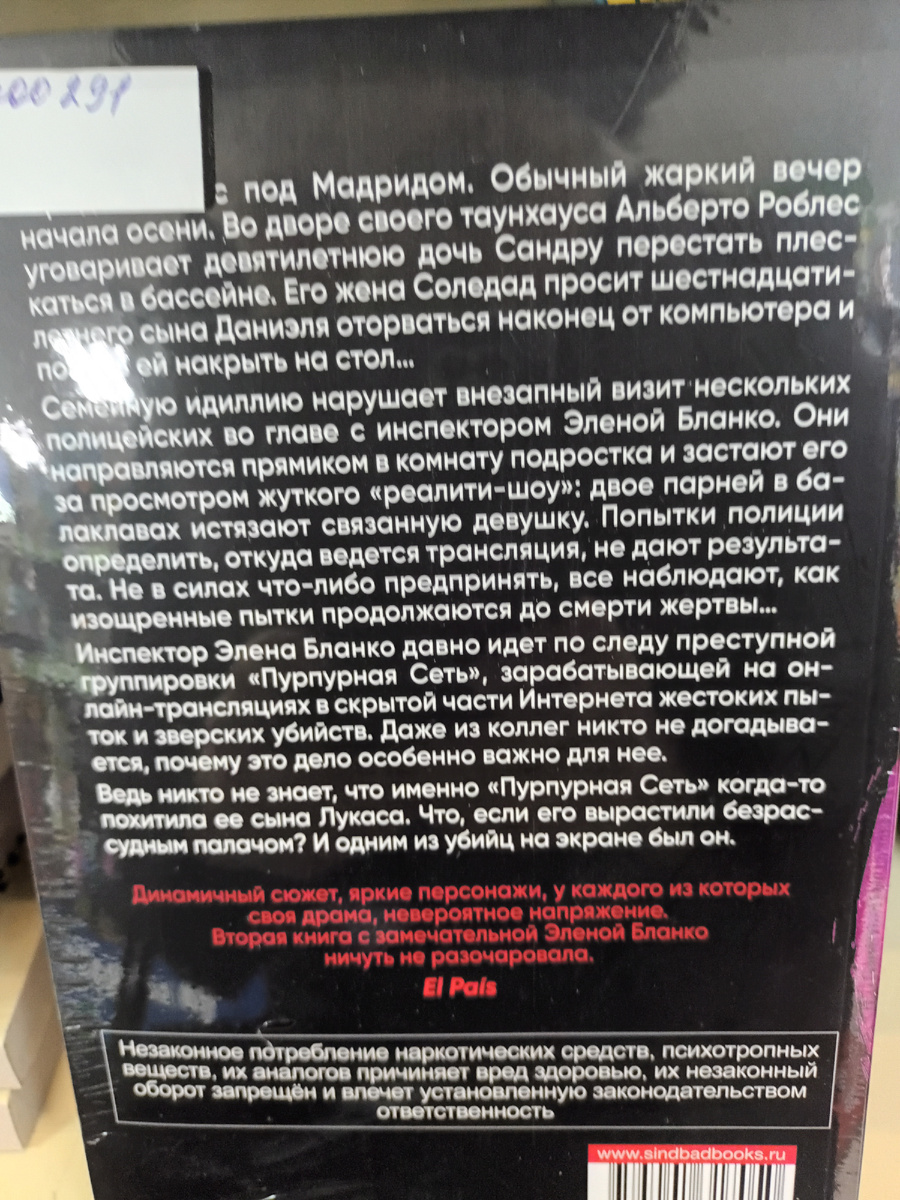 00291
с под Мадридом. Обычный жаркий вечер
начала осени. Во дворе своего таунхауса Альберто Роблес
уговаривает девятилетнюю дочь Сандру перестать плес-
каться в бассейне. Его жена Соледад просит шестнадцати-
летнего сына Даниэля оторваться наконец от компьютера и
ей накрыть на стол...
Семейную идиллию нарушает внезапный визит нескольких
полицейских во главе с инспектором Эленой Бланко. Они
направляются прямиком в комнату подростка и застают его
за просмотром жуткого «реалити-шоу»: двое парней в ба-
лаклавах истязают связанную девушку. Попытки полиции
определить, откуда ведется трансляция, не дают результа-
та. Не в силах что-либо предпринять, все наблюдают, как
изощренные пытки продолжаются до смерти жертвы...
Инспектор Элена Бланко давно идет по следу преступной
группировки «Пурпурная Сеть», зарабатывающей на он-
лайн-трансляциях в скрытой части Интернета жестоких пы-
ток и зверских убийств. Даже из коллег никто не догадыва-
ется, почему это дело особенно важно для нее.
Ведь никто не знает, что именно «Пурпурная Сеть» когда-то
похитила ее сына Лукаса. Что, если его вырастили безрас-
судным палачом? И одним из убийц на экране был он.
Динамичный сюжет, яркие персонажи, у каждого из которых
своя драма, невероятное напряжение.
Вторая книга с замечательной Эленой Бланко
ничуть не разочаровала.
El País
Незаконное потребление наркотических средств, психотропных
веществ, их аналогов причиняет вред здоровью, их незаконный
оборот запрещён и влечет установленную законодательством
ответственность
www.sindbadbooks.ru